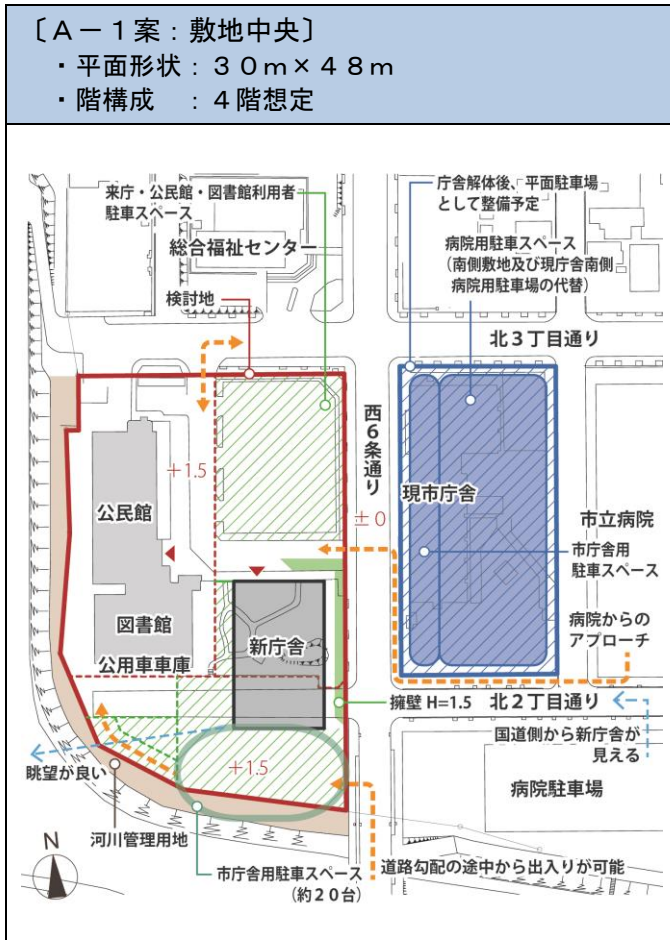 〔A－1案：敷地中央〕
・平面形状：30m×48m
・階構成　：4階想定
来庁・公民館・図書館利用者
駐車スペース
総合福祉センター
検討地
庁舎解体後、平面駐車場
として整備予定
病院用駐車スペース
（南側敷地及び現庁舎南側
病院用駐車場の代替）
北3丁目通り
西6条通り
＋1.5
±0
公民館
現市庁舎
市立病院
市庁舎用
駐車スペース
図書館
新庁舎
病院からの
アプローチ
公用車車庫
擁壁 H=1.5
北2丁目通り
国道側から新庁舎が
見える
＋1.5
眺望が良い
病院駐車場
河川管理用地
N
市庁舎用駐車スペース
（約20台）
道路勾配の途中から出入りが可能